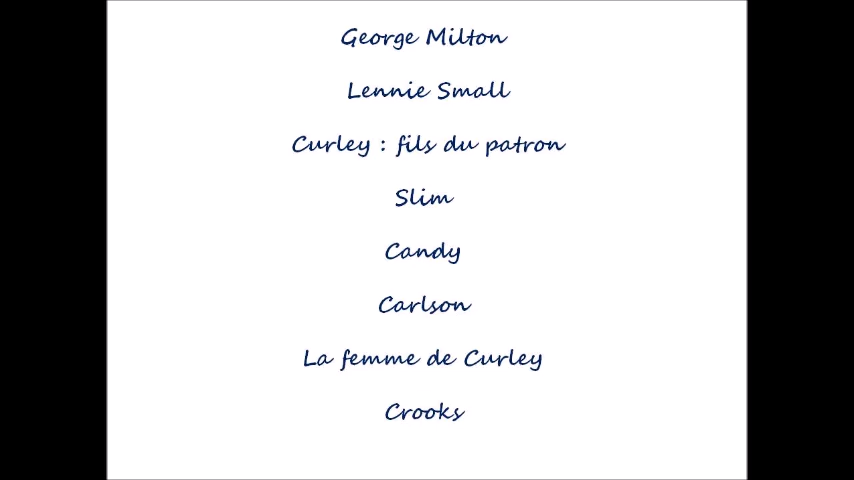 George Milton
Lennie Small
Curley : fils du patron
Slim
Candy
Carlson
La femme de Curley
Crooks